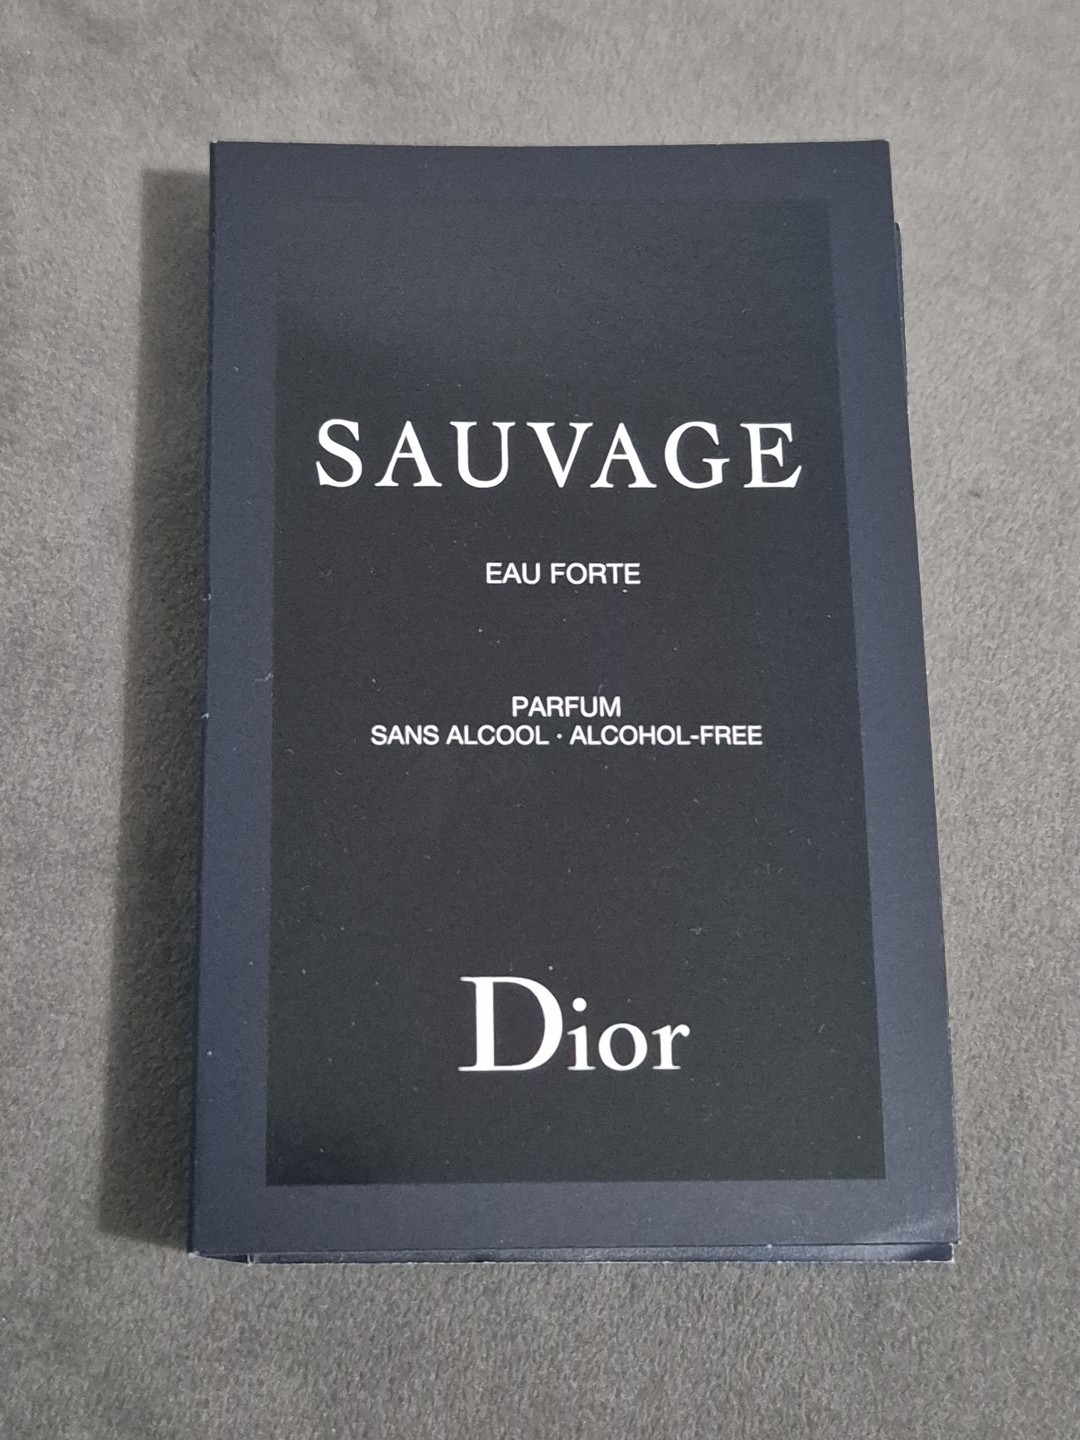 SAUVAGE
EAU FORTE
PARFUM
SANS ALCOOL · ALCOHOL-FREE
Dior